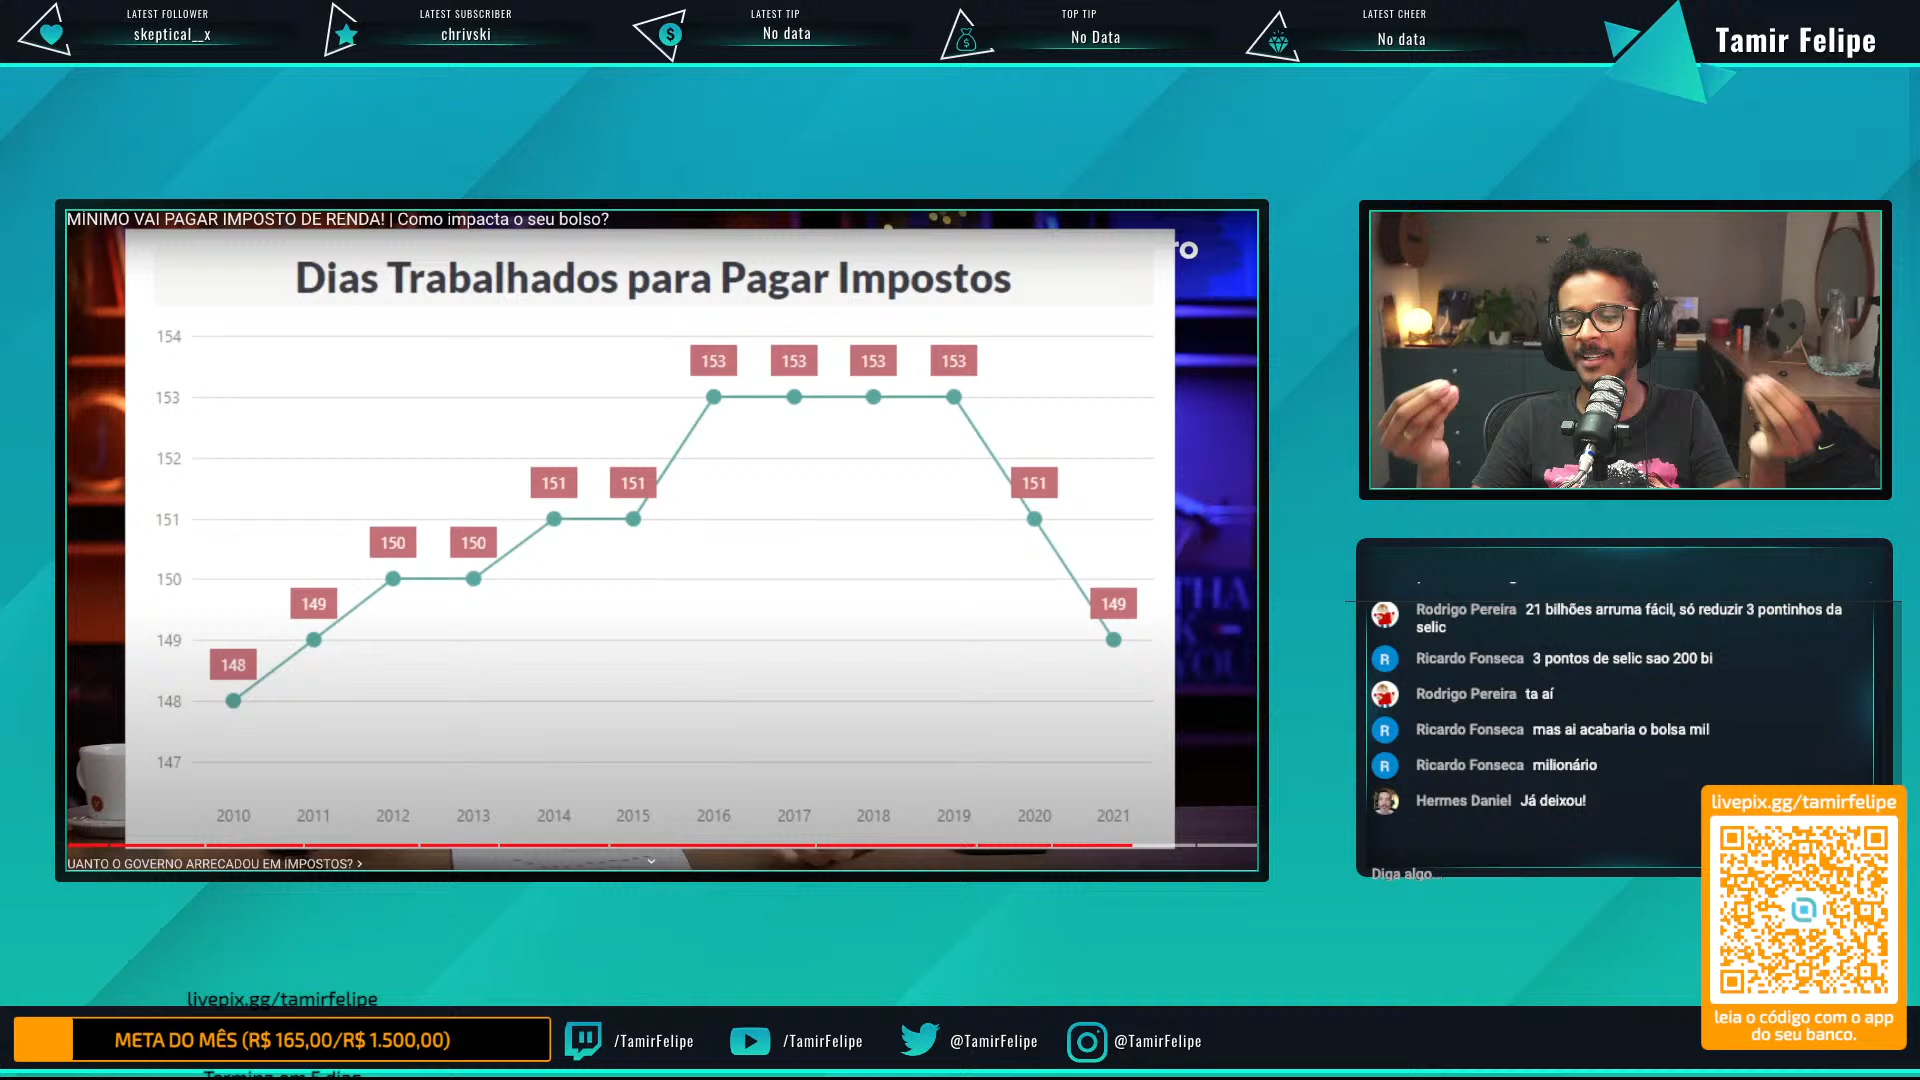 LATEST FOLLOWER
skeptical__x
LATEST SUBSCRIBER
chrivski
LATEST TIP
No data
TOP TIP
No Data
LATEST CHEER
No data
Tamir Felipe
MÍNIMO VAI PAGAR IMPOSTO DE RENDA! | Como impacta o seu bolso?
ro
Dias Trabalhados para Pagar Impostos
154
153
152
151
150
149
148
147
148
149
150
150
151
151
153
153
153
153
151
149
2010
2011
2012
2013
2014
2015
2016
2017
2018
2019
2020
2021
UANTO O GOVERNO ARRECADOU EM IMPOSTOS? >
Rodrigo Pereira 21 bilhões arruma fácil, só reduzir 3 pontinhos da
selic
R Ricardo Fonseca 3 pontos de selic sao 200 bi
Rodrigo Pereira ta aí
R Ricardo Fonseca mas ai acabaria o bolsa mil
R Ricardo Fonseca milionário
Hermes Daniel Já deixou!
Diga algo...
livepix.gg/tamirfelipe
leia o código com o app
do seu banco.
livepix.gg/tamirfelipe
META DO MÊS (R$ 165,00/R$ 1.500,00)
Termina em 5 dias
/TamirFelipe
/TamirFelipe
@TamirFelipe
@TamirFelipe